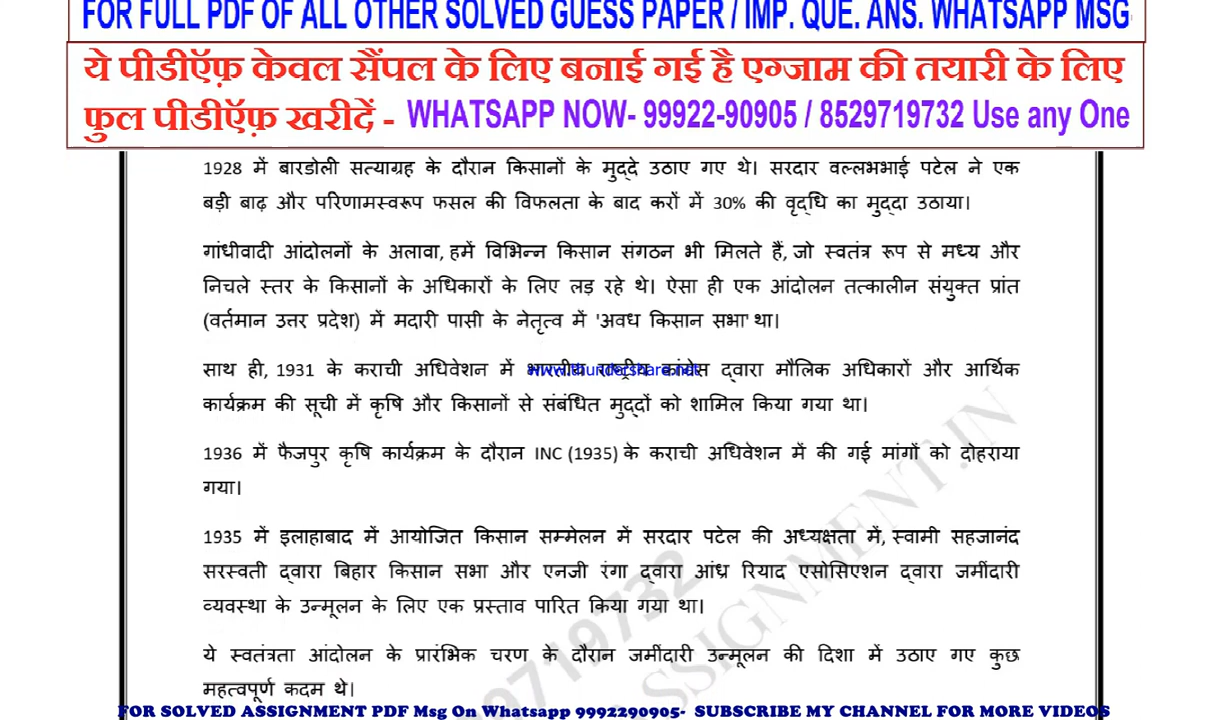 FOR FULL PDF OF ALL OTHER SOLVED GUESS PAPER / IMP. QUE. ANS. WHATSAPP MSG
ये पीडीऍफ़ केवल सैंपल के लिए बनाई गई है एग्जाम की तयारी के लिए
फुल पीडीऍफ़ खरीदें - WHATSAPP NOW- 99922-90905 / 8529719732 Use any One
1928 में बारडोली सत्याग्रह के दौरान किसानों के मुद्दे उठाए गए थे। सरदार वल्लभभाई पटेल ने एक
बड़ी बाढ़ और परिणामस्वरूप फसल की विफलता के बाद करों में 30% की वृद्धि का मुद्दा उठाया।
गांधीवादी आंदोलनों के अलावा, हमें विभिन्न किसान संगठन भी मिलते हैं, जो स्वतंत्र रूप से मध्य और
निचले स्तर के किसानों के अधिकारों के लिए लड़ रहे थे। ऐसा ही एक आंदोलन तत्कालीन संयुक्त प्रांत
(वर्तमान उत्तर प्रदेश) में मदारी पासी के नेतृत्व में 'अवध किसान सभा' था।
साथ ही, 1931 के कराची अधिवेशन में भारतीय राष्ट्रीय कांग्रेस द्वारा मौलिक अधिकारों और आर्थिक
www.thundershare.net
कार्यक्रम की सूची में कृषि और किसानों से संबंधित मुद्दों को शामिल किया गया था।
1936 में फैजपुर कृषि कार्यक्रम के दौरान INC (1935) के कराची अधिवेशन में की गई मांगों को दोहराया
गया।
1935 में इलाहाबाद में आयोजित किसान सम्मेलन में सरदार पटेल की अध्यक्षता में, स्वामी सहजानंद
सरस्वती द्वारा बिहार किसान सभा और एनजी रंगा द्वारा आंध्र रियाद एसोसिएशन द्वारा जमींदारी
व्यवस्था के उन्मूलन के लिए एक प्रस्ताव पारित किया गया था।
ये स्वतंत्रता आंदोलन के प्रारंभिक चरण के दौरान जमींदारी उन्मूलन की दिशा में उठाए गए कुछ
महत्वपूर्ण कदम थे।
FOR SOLVED ASSIGNMENT PDF Msg On Whatsapp 9992290905- SUBSCRIBE MY CHANNEL FOR MORE VIDEOS